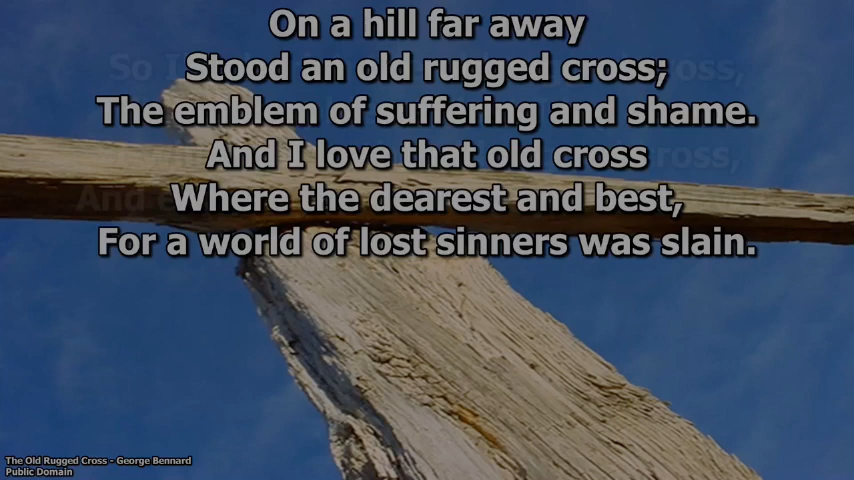 On a hill far away
Stood an old rugged cross;
The emblem of suffering and shame.
And I love that old cross
Where the dearest and best,
For a world of lost sinners was slain.
The Old Rugged Cross - George Bennard
Public Domain